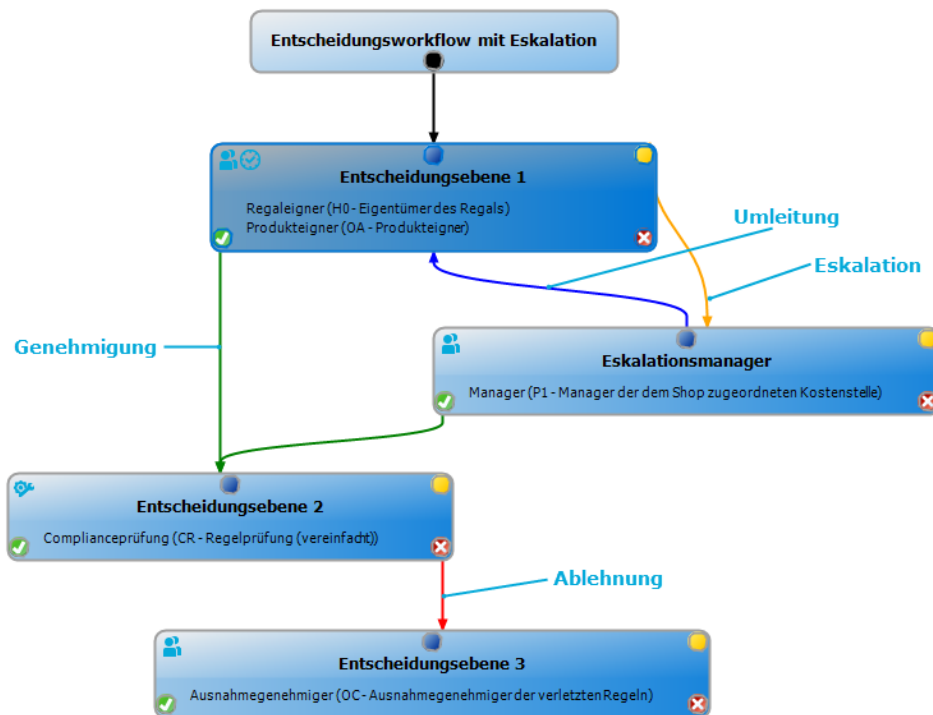 Entscheidungsworkflow mit Eskalation
Entscheidungsebene 1
Regaleigner (H0 - Eigentümer des Regals)
Produkteigner (OA - Produkteigner)
Umleitung
Eskalation
Genehmigung
Eskalationsmanager
Manager (P1 - Manager der dem Shop zugeordneten Kostenstelle)
Entscheidungsebene 2
Complianceprüfung (CR - Regelprüfung (vereinfacht))
Ablehnung
Entscheidungsebene 3
Ausnahmegenehmiger (OC - Ausnahmegenehmiger der verletzten Regeln)